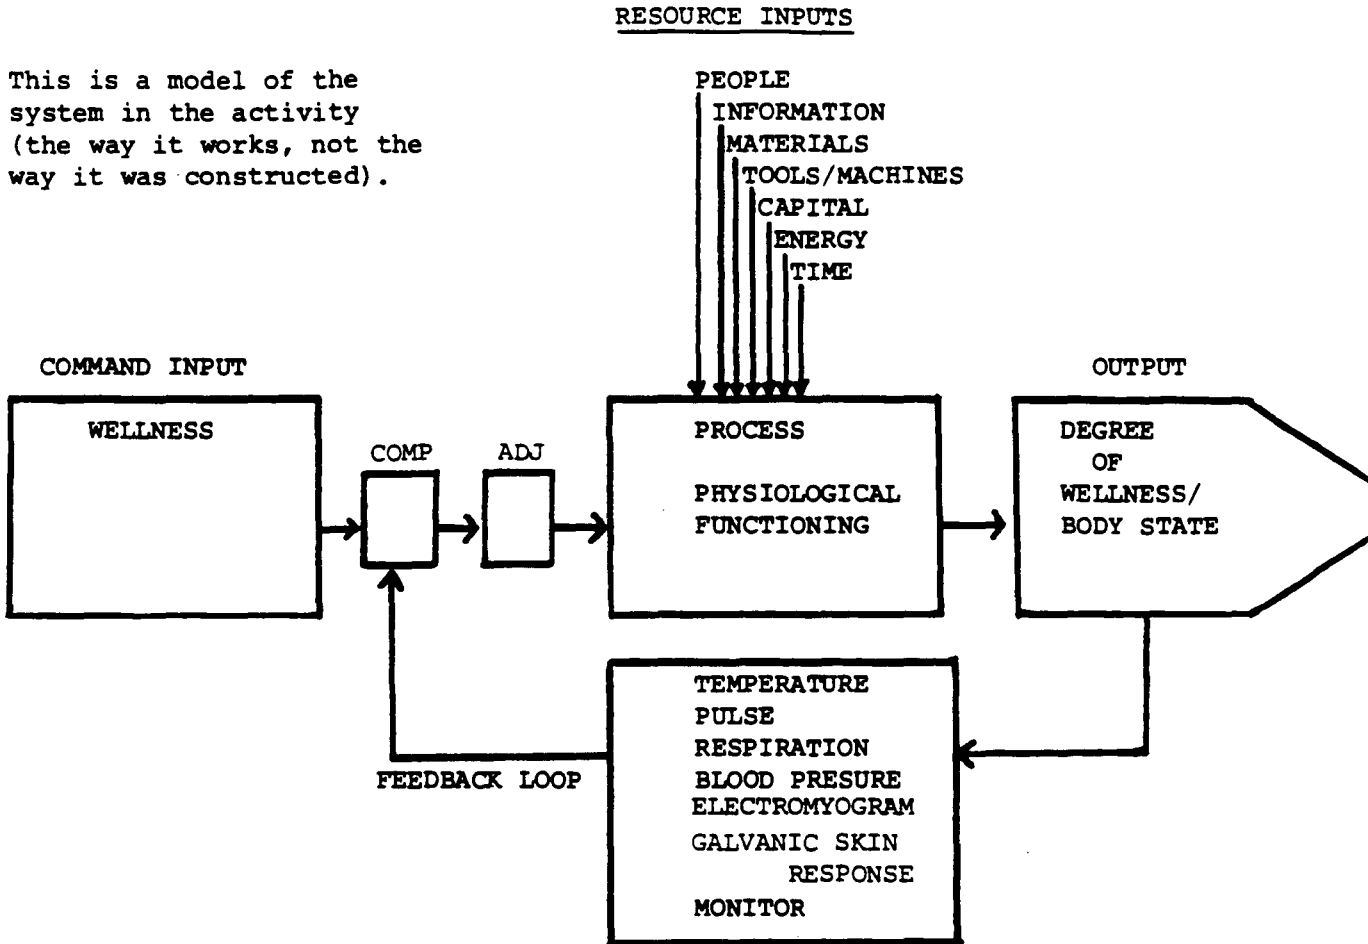 RESOURCE INPUTS
This is a model of the
system in the activity
(the way it works, not the
way it was constructed).
PEOPLE
INFORMATION
MATERIALS
TOOLS/MACHINES
CAPITAL
ENERGY
TIME
COMMAND INPUT
WELLNESS
COMP
ADJ
PROCESS
PHYSIOLOGICAL
FUNCTIONING
OUTPUT
DEGREE
OF
WELLNESS/
BODY STATE
FEEDBACK LOOP
TEMPERATURE
PULSE
RESPIRATION
BLOOD PRESURE
ELECTROMYOGRAM
GALVANIC SKIN
RESPONSE
MONITOR